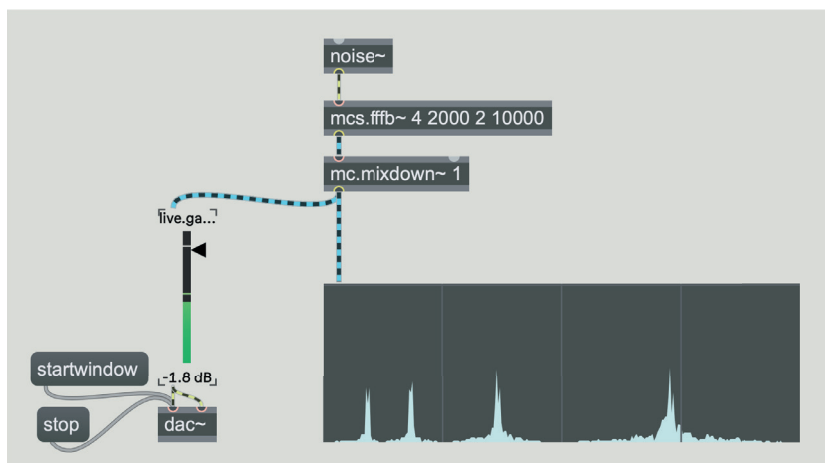 noise~
mcs.fffb~ 4 2000 2 10000
mc.mixdown~ 1
live.ga...
startwindow
-1.8 dB
stop
dac~